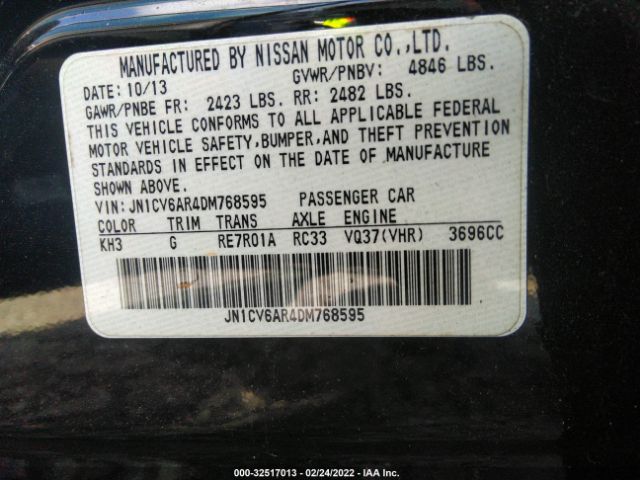 MANUFACTURED BY NISSAN MOTOR CO.,LTD.
DATE: 10/13 GVWR/PNBV: 4846 LBS.
GAWR/PNBE FR: 2423 LBS. RR: 2482 LBS.
THIS VEHICLE CONFORMS TO ALL APPLICABLE FEDERAL
MOTOR VEHICLE SAFETY,BUMPER,AND THEFT PREVENTION
STANDARDS IN EFFECT ON THE DATE OF MANUFACTURE
SHOWN ABOVE.
VIN: JN1CV6AR4DM768595 PASSENGER CAR
COLOR TRIM TRANS AXLE ENGINE
KH3 G RE7R01A RC33 VQ37(VHR) 3696CC
JN1CV6AR4DM768595
000-32517013 - 02/24/2022 - IAA Inc.